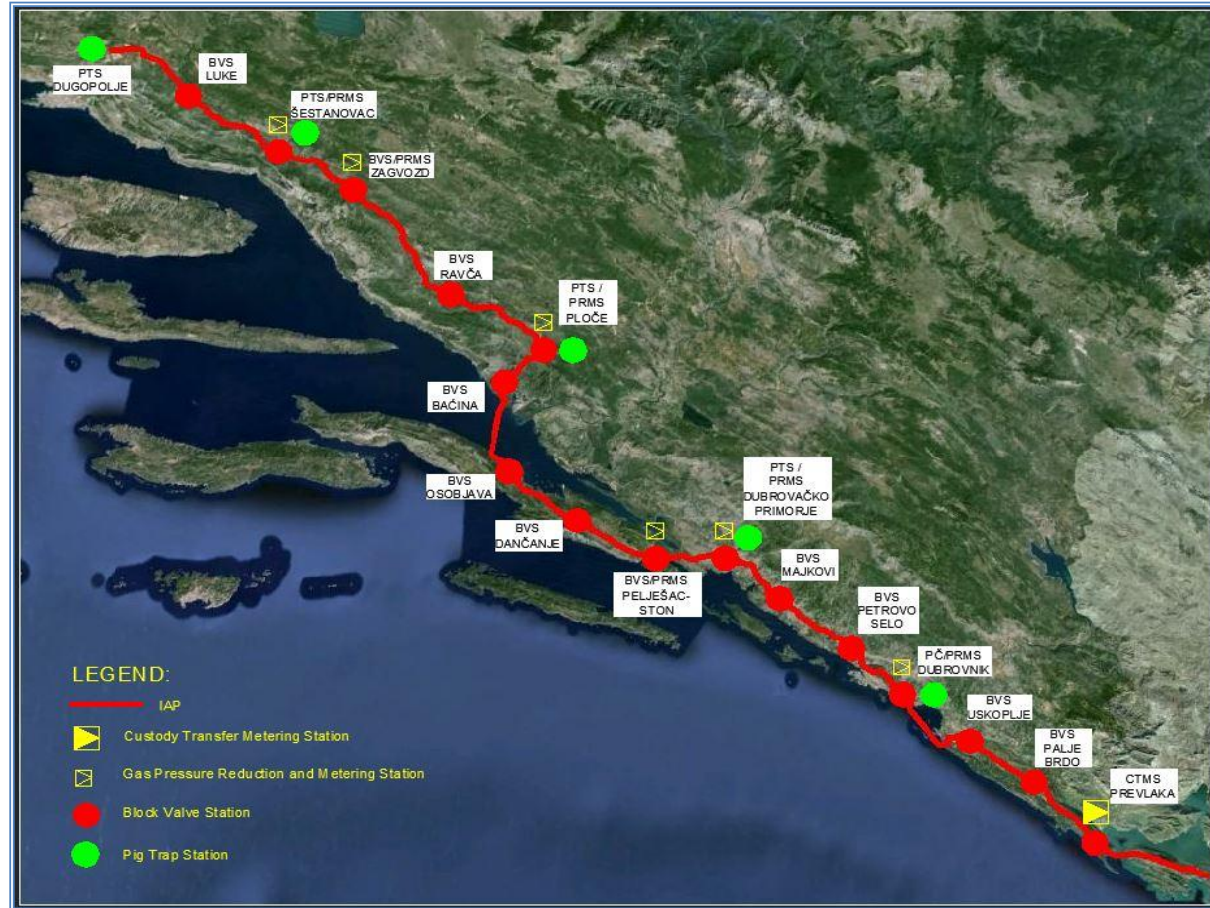 PTS
DUGOPOLJE
BVS
LUKE
PTS/PRMS
ŠESTANOVAC
BVS/PRMS
ZAGVOZD
BVS
RAVČA
PTS /
PRMS
PLOČE
BVS
BAĆINA
BVS
OSOBJAVA
BVS
DANČANJE
BVS/PRMS
PELJEŠAC-
STON
PTS /
PRMS
DUBROVAČKO
PRIMORJE
BVS
MAJKOVI
BVS
PETROVO
SELO
PČ/PRMS
DUBROVNIK
BVS
USKOPLJE
BVS
PALJE
BRDO
CTMS
PREVLAKA
LEGEND:
IAP
Custody Transfer Metering Station
Gas Pressure Reduction and Metering Station
Block Valve Station
Pig Trap Station